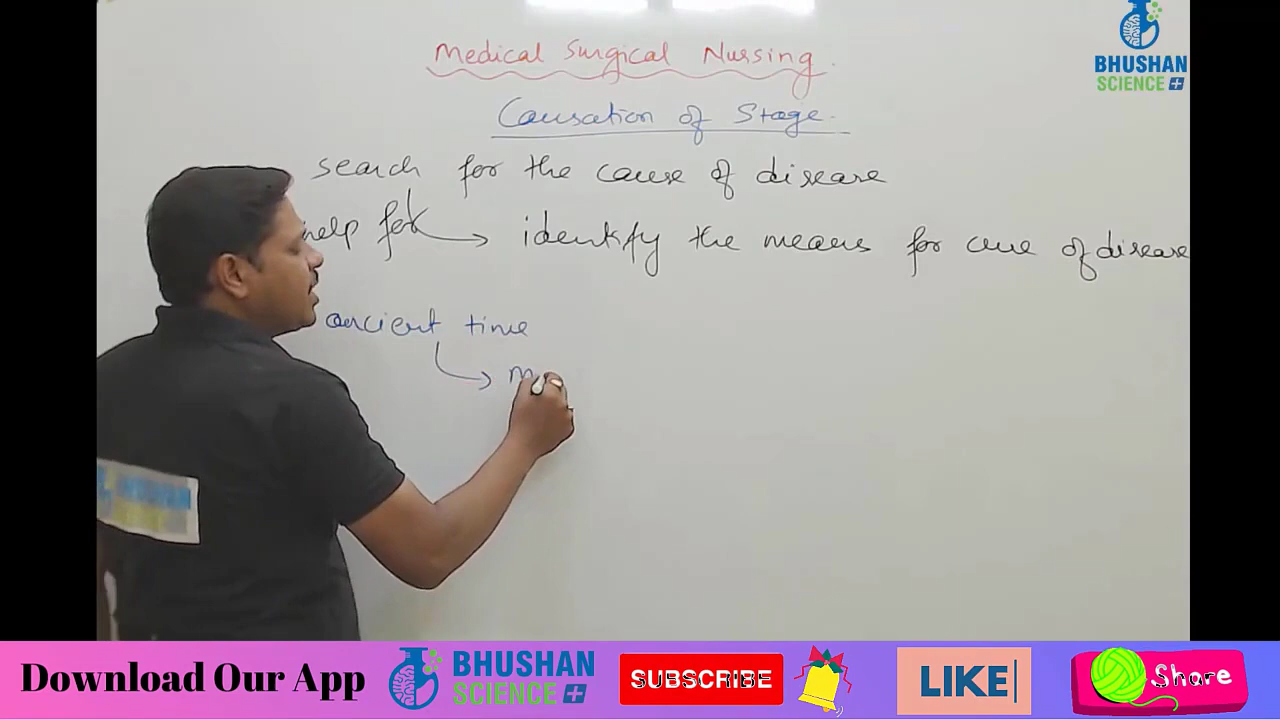 Medical Surgical Nursing.
BHUSHAN
SCIENCE +
Causation of Stage.
search for the cause of disease
help for identify the means for cure of disease
ancient time
m
Download Our App
BHUSHAN
SCIENCE +
SUBSCRIBE
LIKE
Share